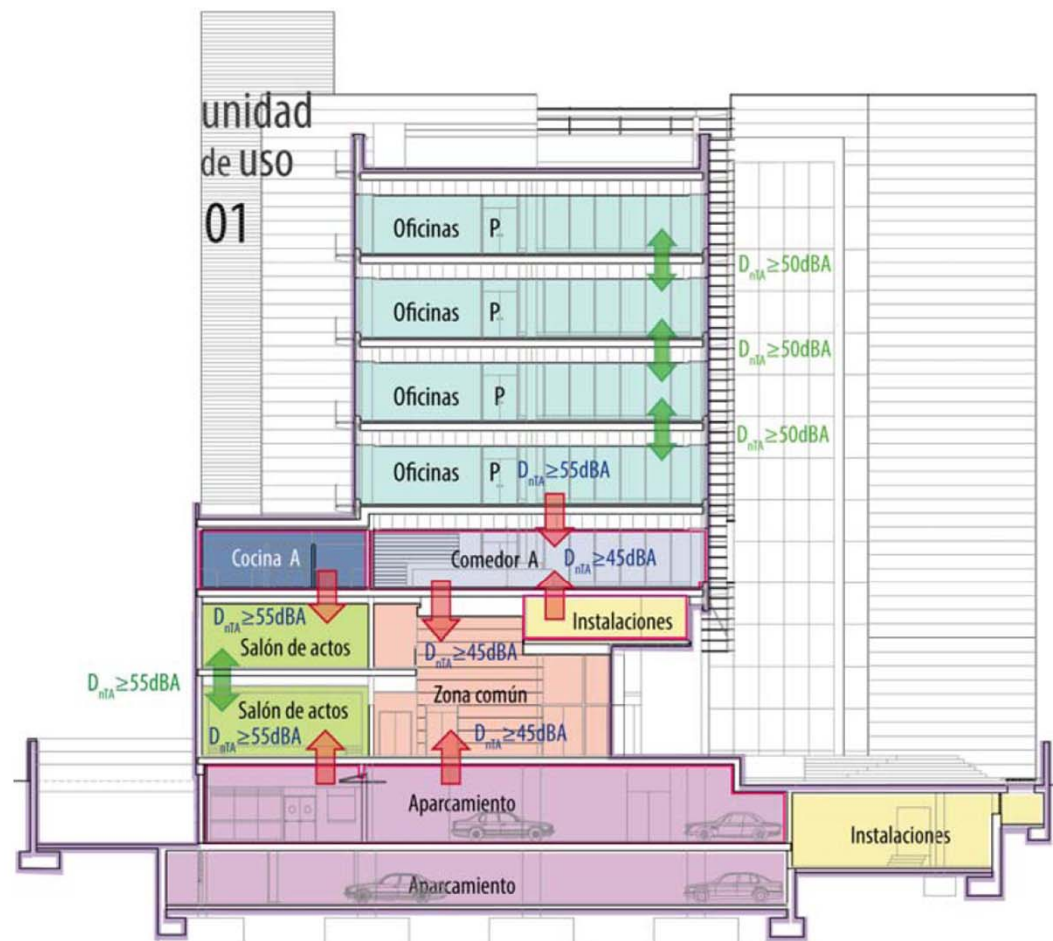 unidad
de uso
01
Oficinas P
DnTA≥50dBA
Oficinas P
DnTA≥50dBA
Oficinas P
DnTA≥50dBA
Oficinas P
DnTA≥55dBA
Cocina A
Comedor A
DnTA≥45dBA
DnTA≥55dBA
Salón de actos
Instalaciones
DnTA≥45dBA
DnTA≥55dBA
Zona común
Salón de actos
DnTA≥55dBA
DnTA≥45dBA
Aparcamiento
Instalaciones
Aparcamiento